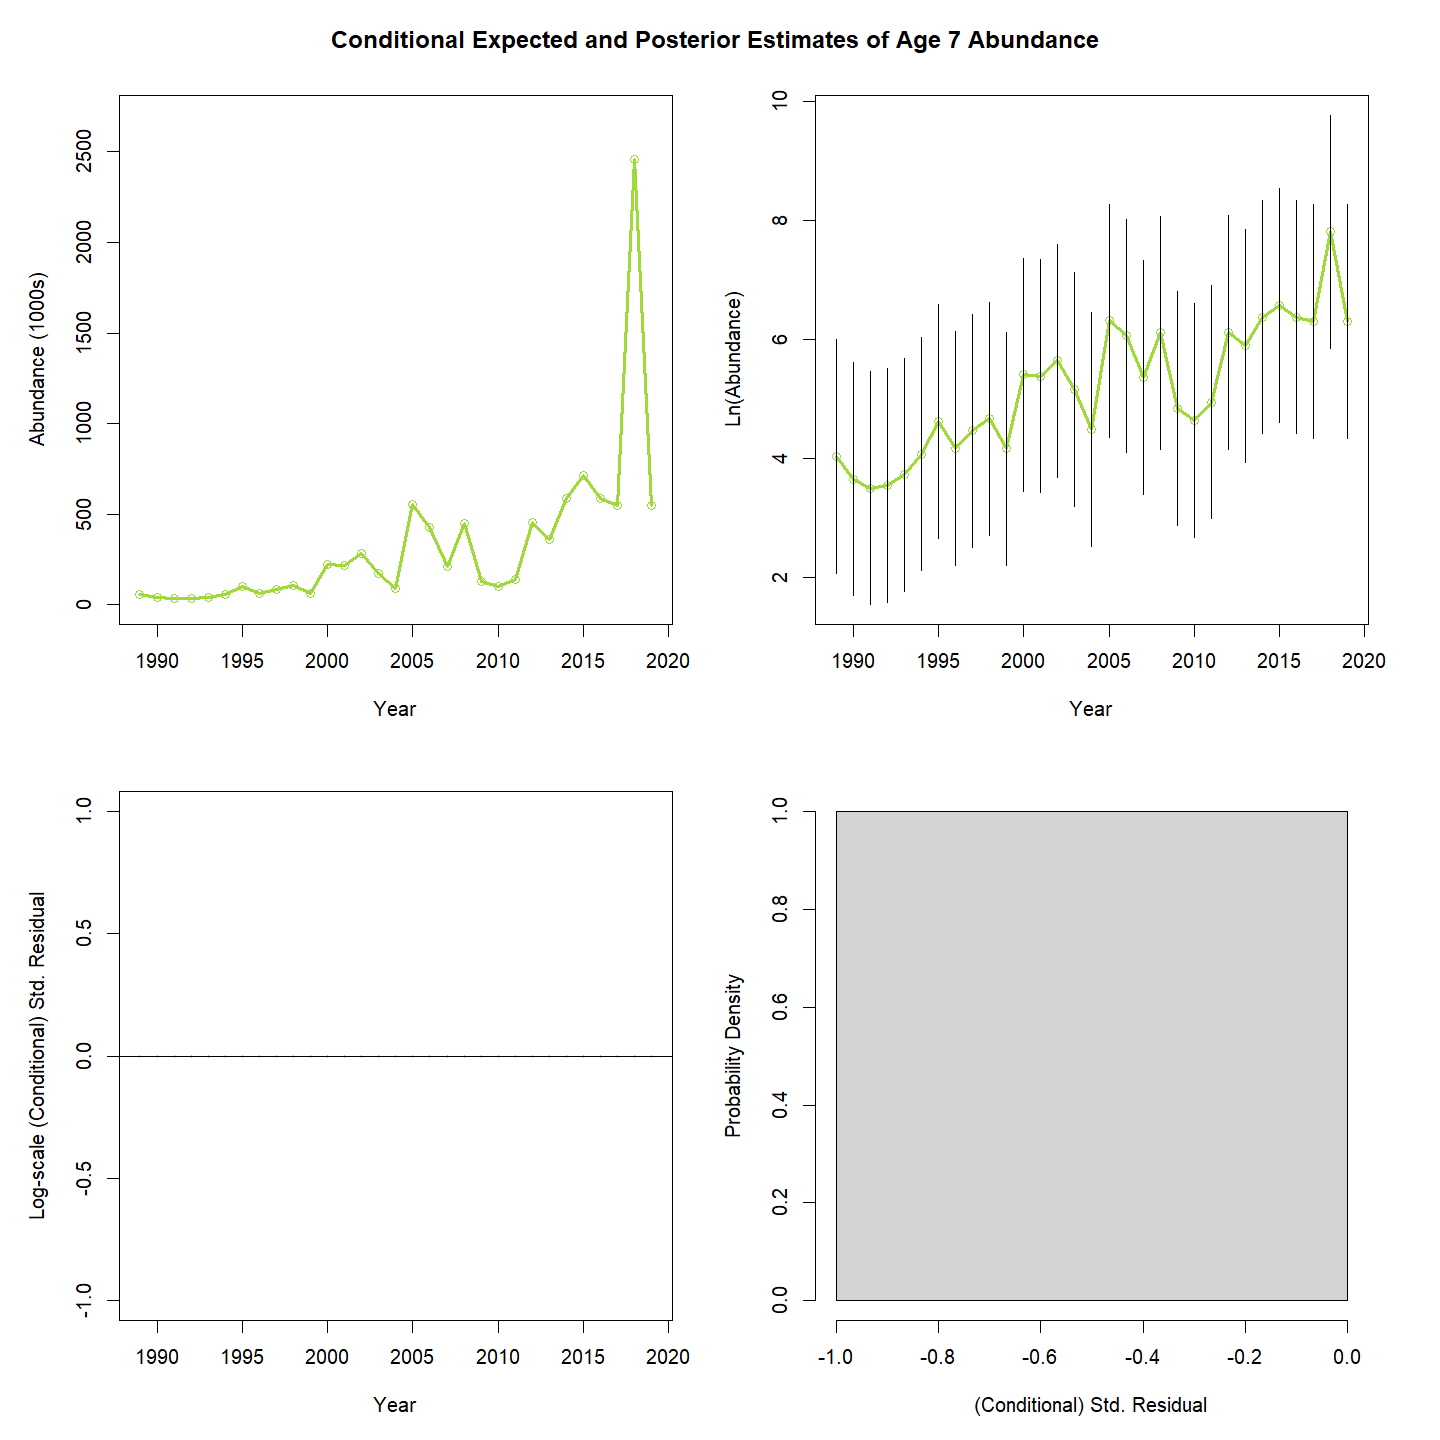 Conditional Expected and Posterior Estimates of Age 7 Abundance
Abundance (1000s)
0 500 1000 1500 2000 2500
1990 1995 2000 2005 2010 2015 2020
Year
Ln(Abundance)
2 4 6 8 10
1990 1995 2000 2005 2010 2015 2020
Year
Log-scale (Conditional) Std. Residual
-1.0 -0.5 0.0 0.5 1.0
1990 1995 2000 2005 2010 2015 2020
Year
Probability Density
0.0 0.2 0.4 0.6 0.8 1.0
-1.0 -0.8 -0.6 -0.4 -0.2 0.0
(Conditional) Std. Residual